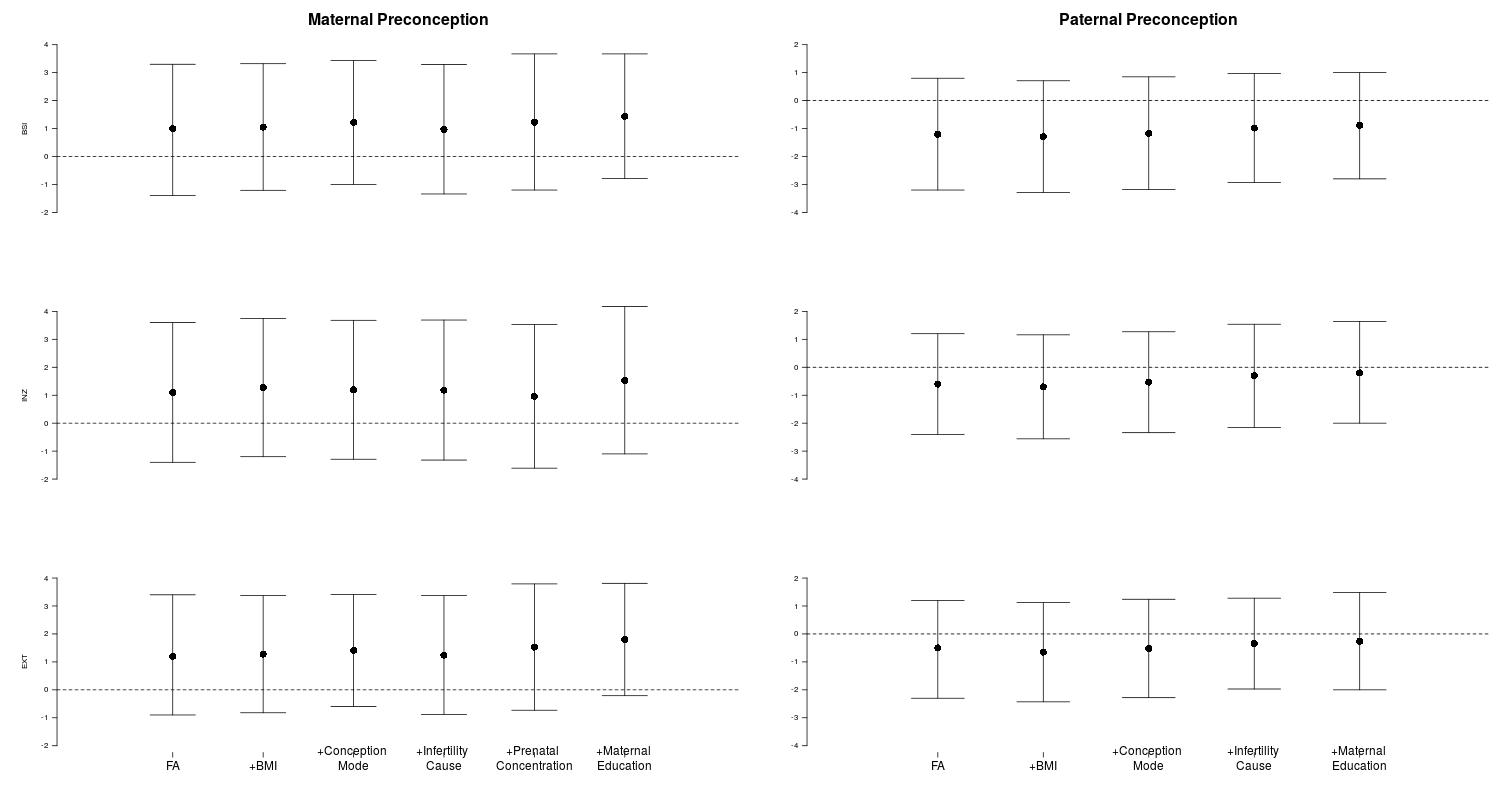 Maternal Preconception
Paternal Preconception
4
3
2
1
0
-1
-2
BSI
2
1
0
-1
-2
-3
-4
4
3
2
1
0
-1
-2
INZ
2
1
0
-1
-2
-3
-4
4
3
2
1
0
-1
-2
EXT
2
1
0
-1
-2
-3
-4
FA
+BMI
+Conception
Mode
+Infertility
Cause
+Prenatal
Concentration
+Maternal
Education
FA
+BMI
+Conception
Mode
+Infertility
Cause
+Maternal
Education